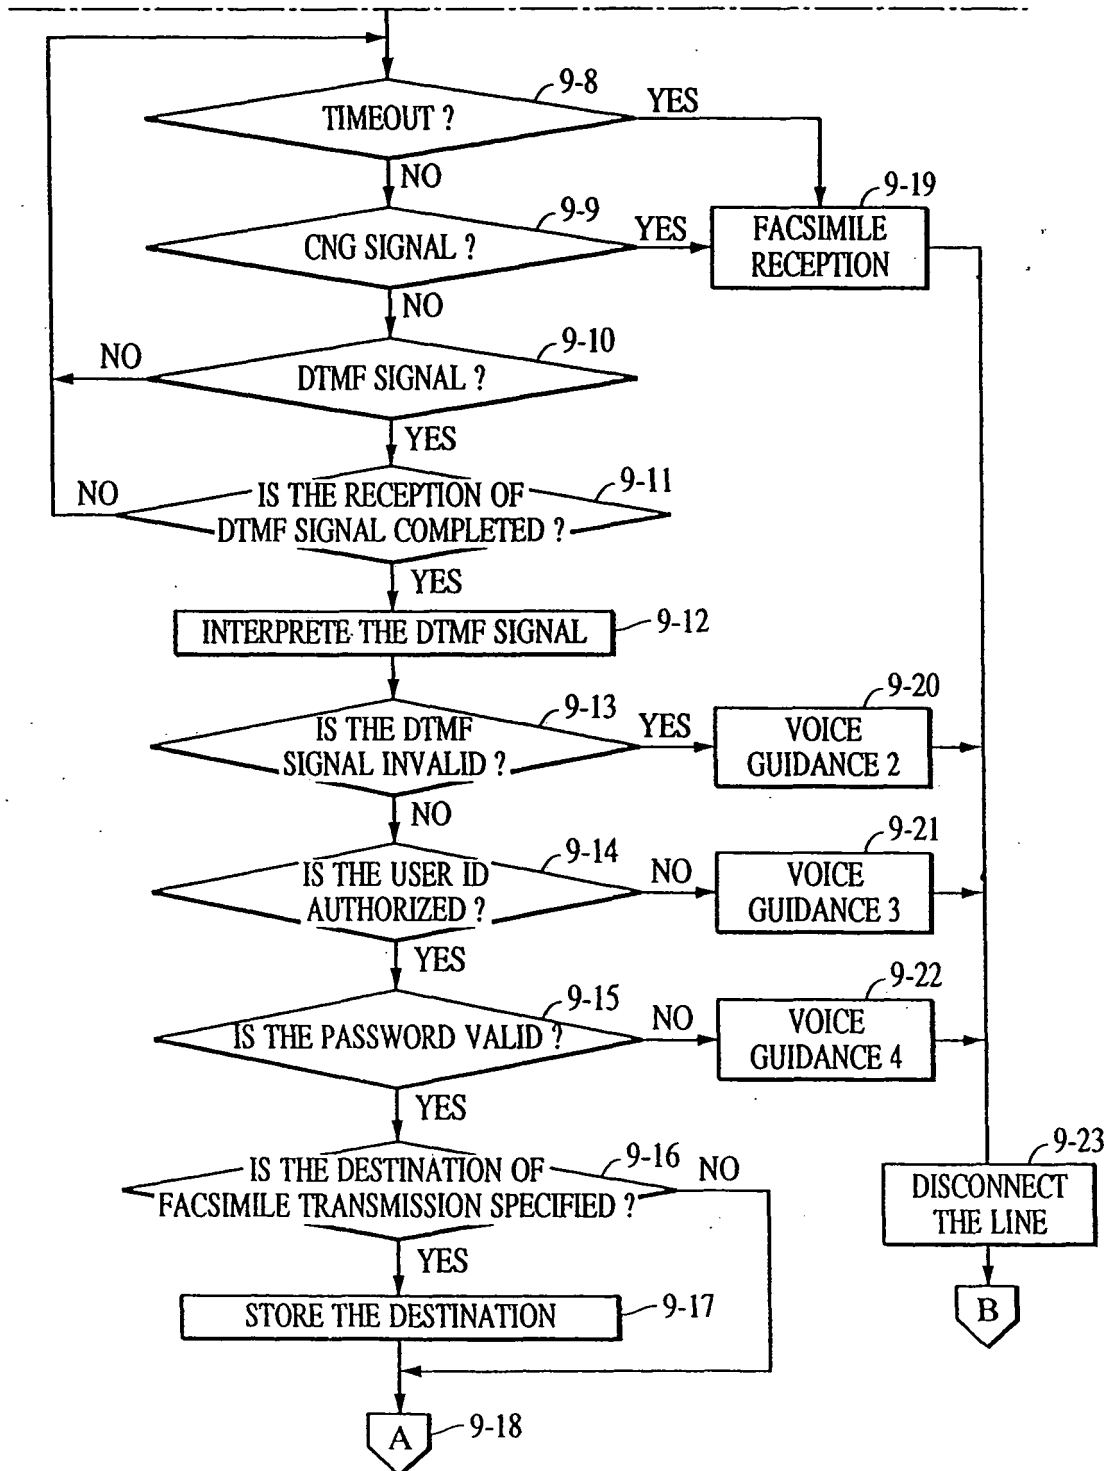 9-8
TIMEOUT ?
YES
NO
9-19
9-9
CNG SIGNAL ?
YES
FACSIMILE
RECEPTION
NO
9-10
NO
DTMF SIGNAL ?
YES
9-11
NO
IS THE RECEPTION OF
DTMF SIGNAL COMPLETED ?
YES
INTERPRETE THE DTMF SIGNAL
9-12
9-20
9-13
IS THE DTMF
SIGNAL INVALID ?
YES
VOICE
GUIDANCE 2
NO
9-21
9-14
IS THE USER ID
AUTHORIZED ?
NO
VOICE
GUIDANCE 3
YES
9-22
9-15
IS THE PASSWORD VALID ?
NO
VOICE
GUIDANCE 4
YES
9-23
9-16
IS THE DESTINATION OF
FACSIMILE TRANSMISSION SPECIFIED ?
NO
DISCONNECT
THE LINE
YES
STORE THE DESTINATION
9-17
B
A
9-18